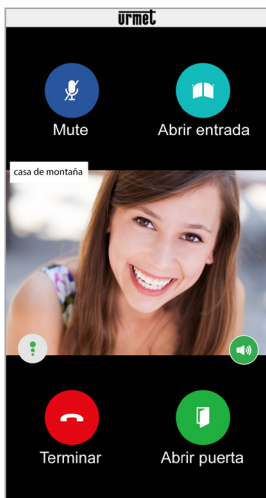 urmet
Mute
Abrir entrada
casa de montaña
Terminar
Abrir puerta